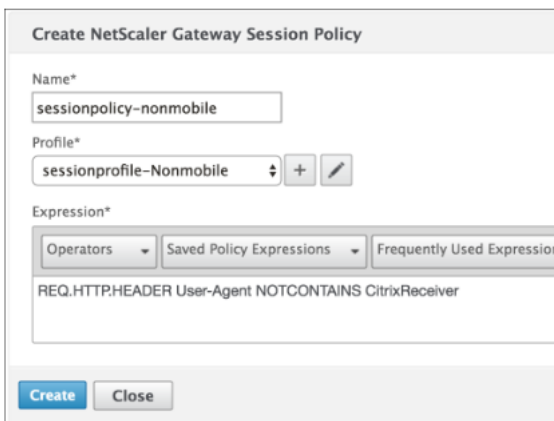 Create NetScaler Gateway Session Policy
Name*
sessionpolicy-nonmobile
Profile*
sessionprofile-Nonmobile
Expression*
Operators Saved Policy Expressions Frequently Used Expression
REQ.HTTP.HEADER User-Agent NOTCONTAINS CitrixReceiver
Create Close